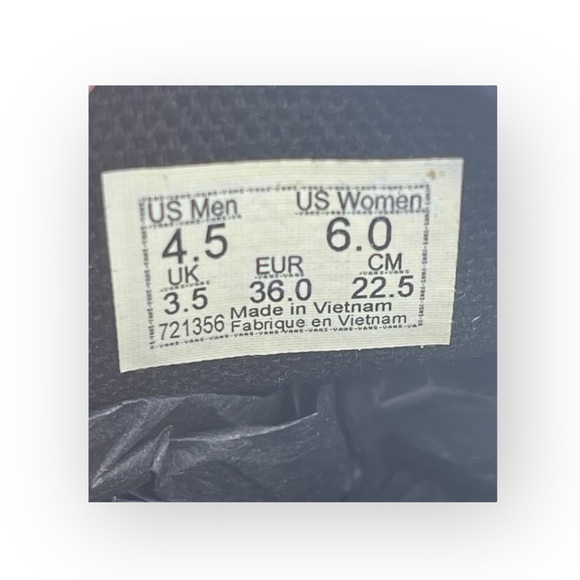 US Men US Women
4.5 6.0
UK EUR CM
3.5 36.0 22.5
Made in Vietnam
721356 Fabrique en Vietnam